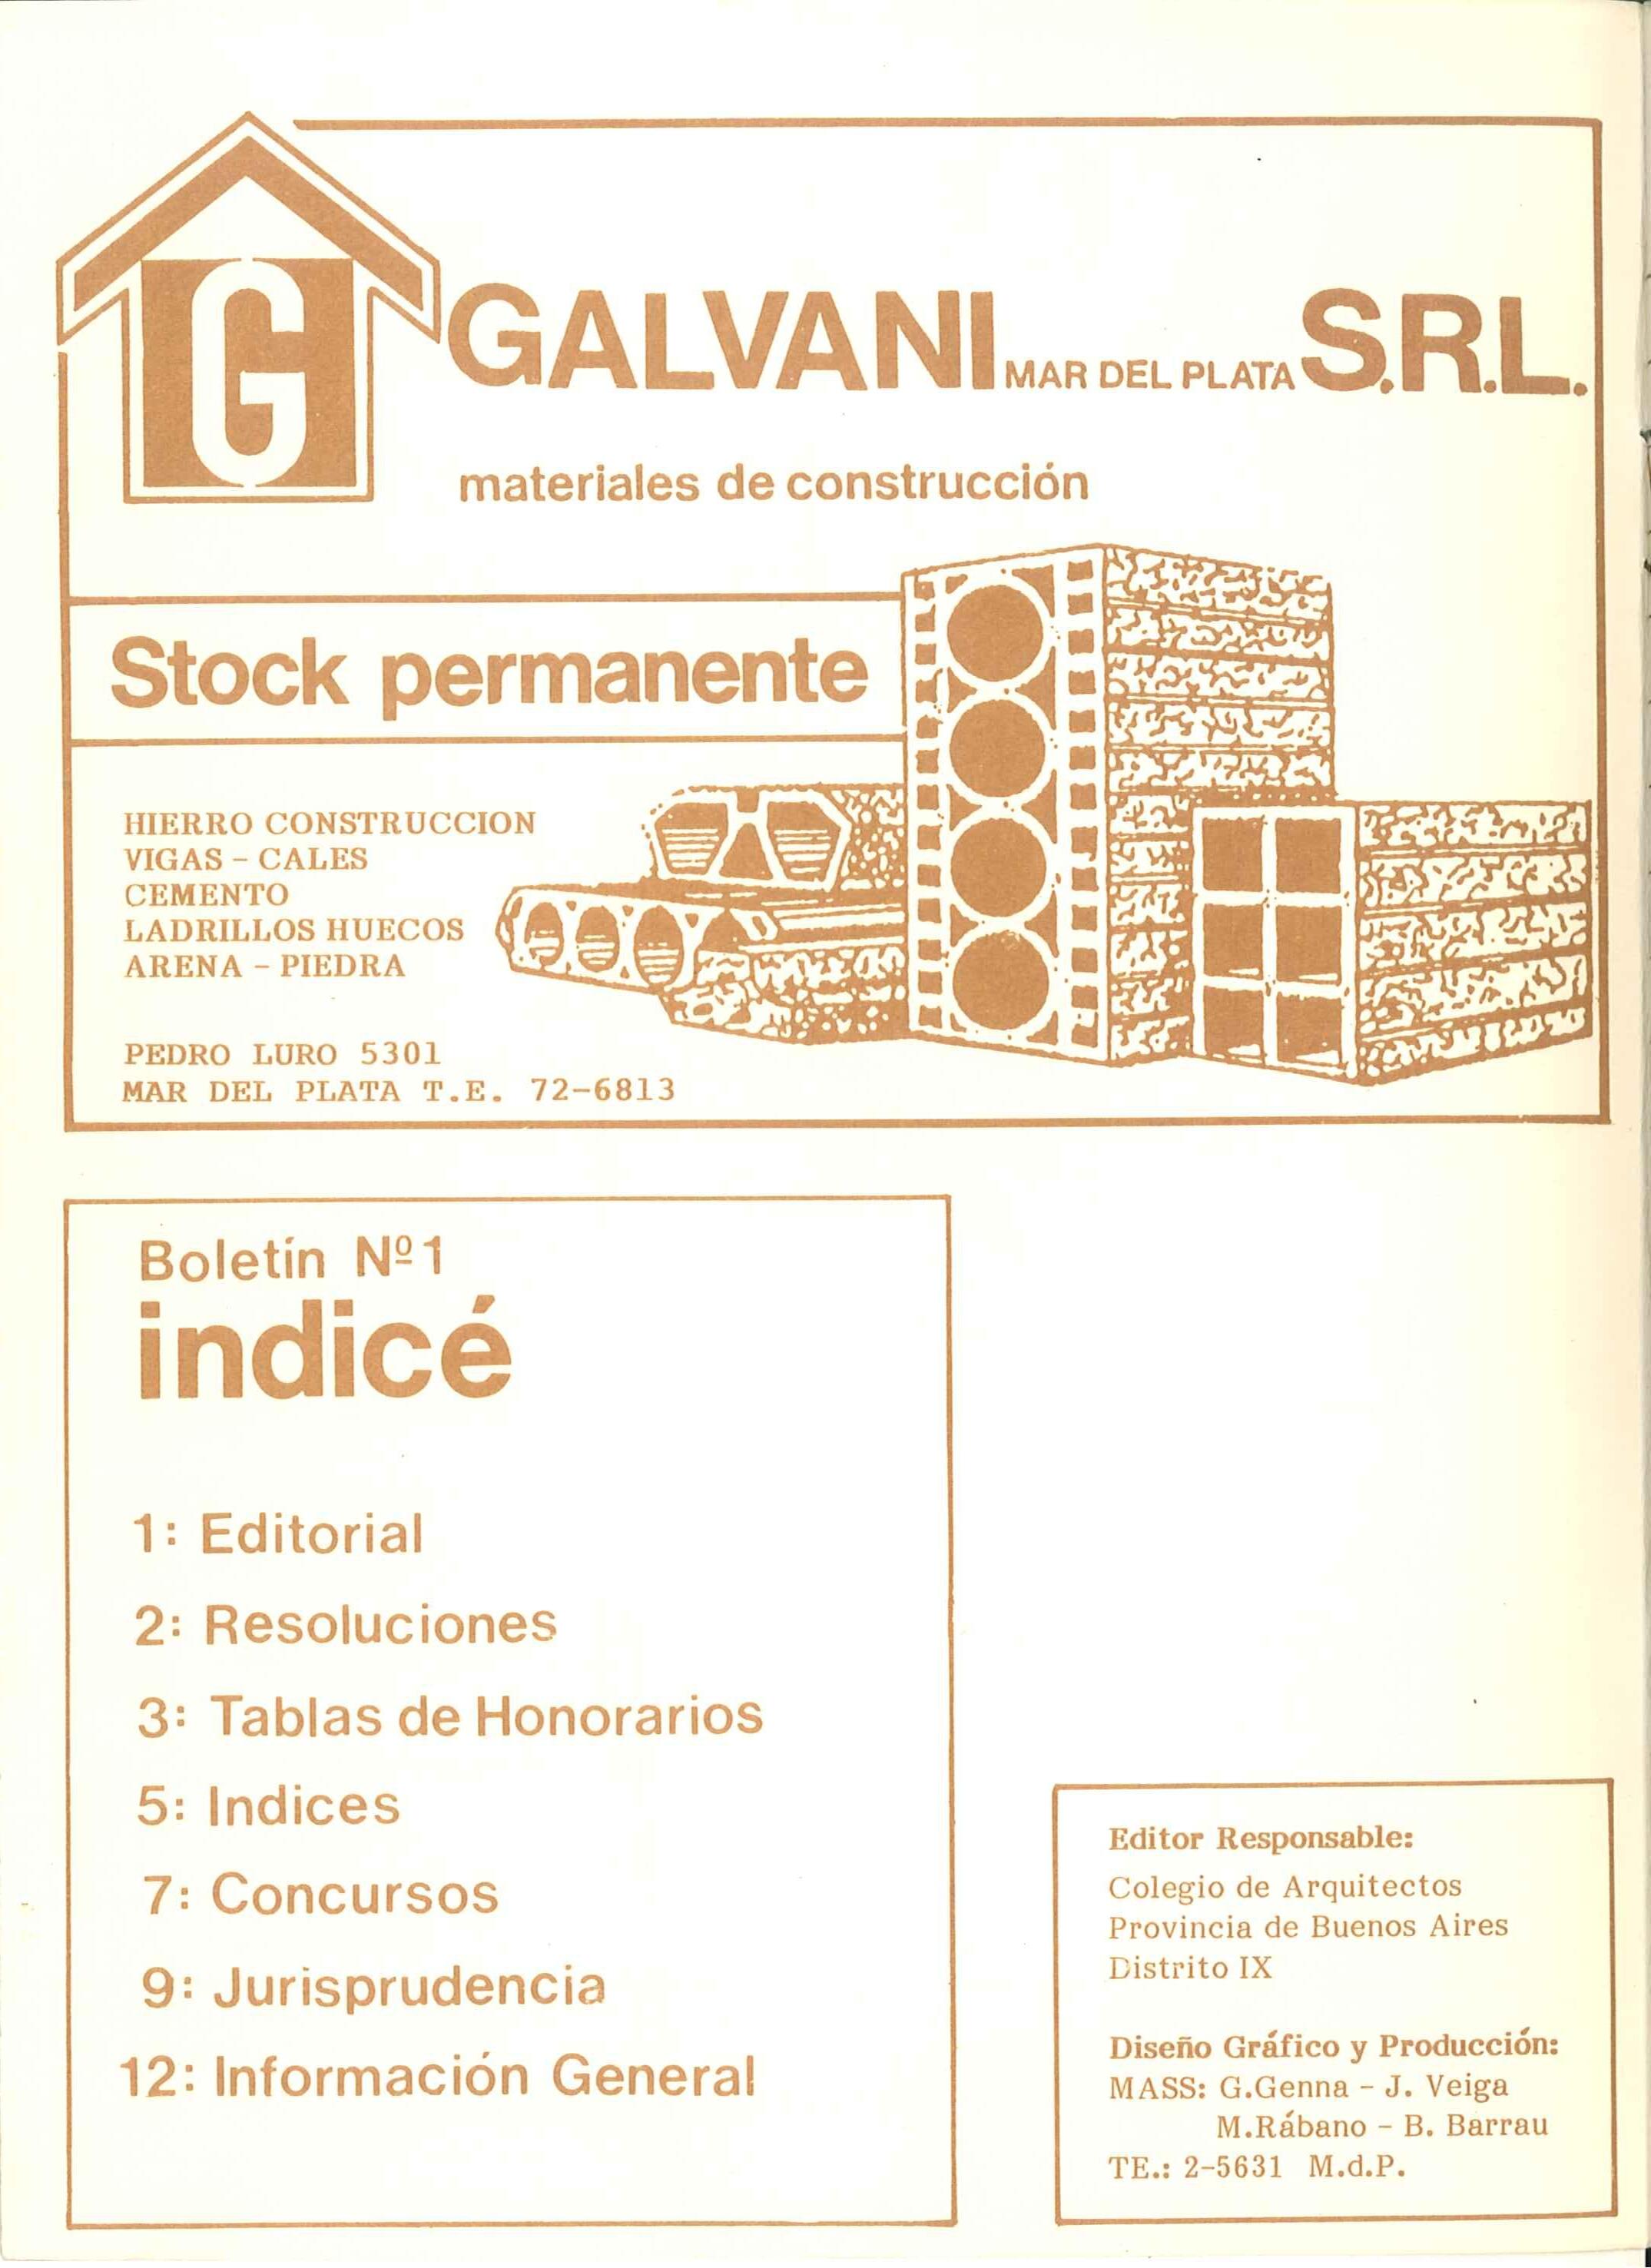 G
GALVANI MAR DEL PLATA S.R.L.
materiales de construcción
Stock permanente
HIERRO CONSTRUCCION
VIGAS - CALES
CEMENTO
LADRILLOS HUECOS
ARENA - PIEDRA
PEDRO LURO 5301
MAR DEL PLATA T.E. 72-6813
Boletín Nº 1
indicé
1: Editorial
2: Resoluciones
3: Tablas de Honorarios
5: Indices
7: Concursos
9: Jurisprudencia
12: Información General
Editor Responsable:
Colegio de Arquitectos
Provincia de Buenos Aires
Distrito IX
Diseño Gráfico y Producción:
MASS: G.Genna - J. Veiga
M.Rábano - B. Barrau
TE.: 2-5631 M.d.P.